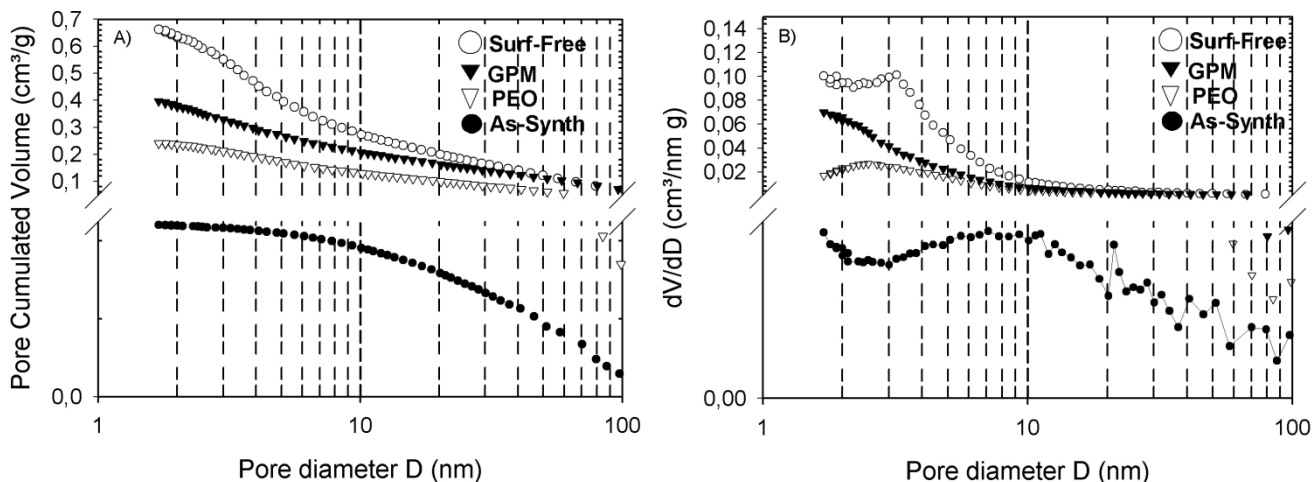 A)
Surf-Free
GPM
PEO
As-Synth
0,7
0,6
0,5
0,4
0,3
0,2
0,1
0,0
Pore Cumulated Volume (cm³/g)
1
10
100
Pore diameter D (nm)
B)
Surf-Free
GPM
PEO
As-Synth
0,14
0,12
0,10
0,08
0,06
0,04
0,02
0,00
dV/dD (cm³/nm g)
1
10
100
Pore diameter D (nm)